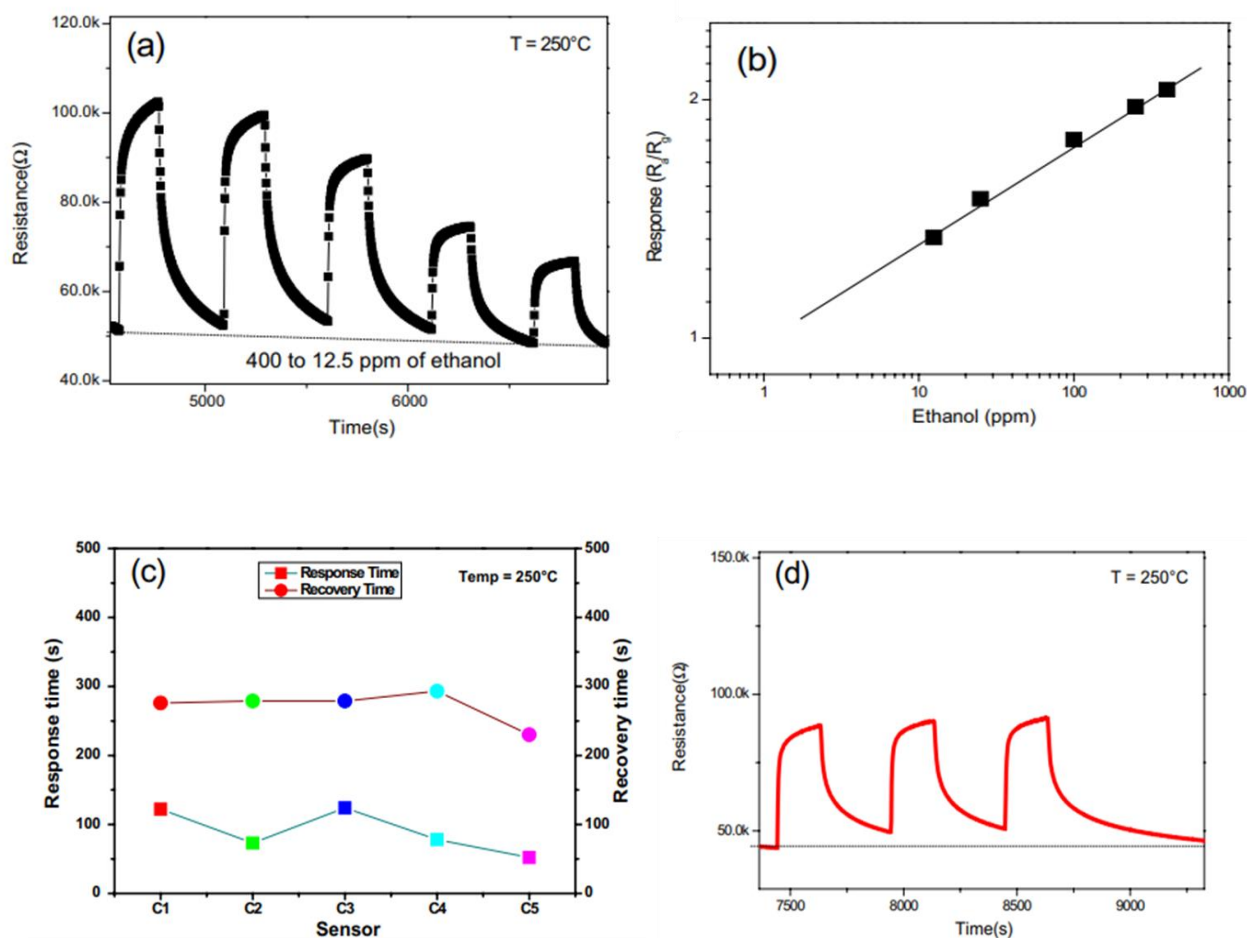 (a)
T = 250°C
Resistance(Ω)
120.0k
100.0k
80.0k
60.0k
40.0k
400 to 12.5 ppm of ethanol
5000
6000
Time(s)
(b)
Response (Ra/Rg)
2
1
1
10
100
1000
Ethanol (ppm)
(c)
Temp = 250°C
Response Time
Recovery Time
Response time (s)
500
400
300
200
100
0
Recovery time (s)
500
400
300
200
100
0
C1 C2 C3 C4 C5
Sensor
(d)
T = 250°C
Resistance(Ω)
150.0k
100.0k
50.0k
7500
8000
8500
9000
Time(s)